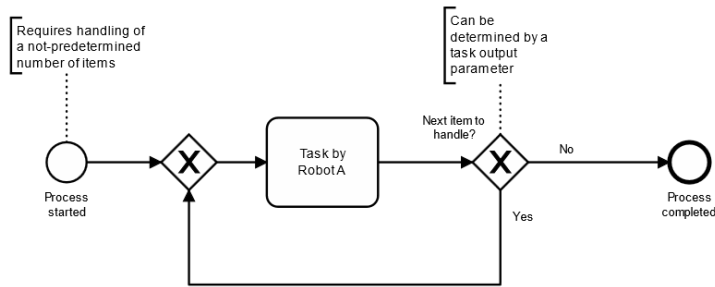 Requires handling of
a not-predetermined
number of items
Can be
determined by a
task output
parameter
Next item to
handle?
X
Task by
Robot A
X
No
Process
started
Process
completed
Yes